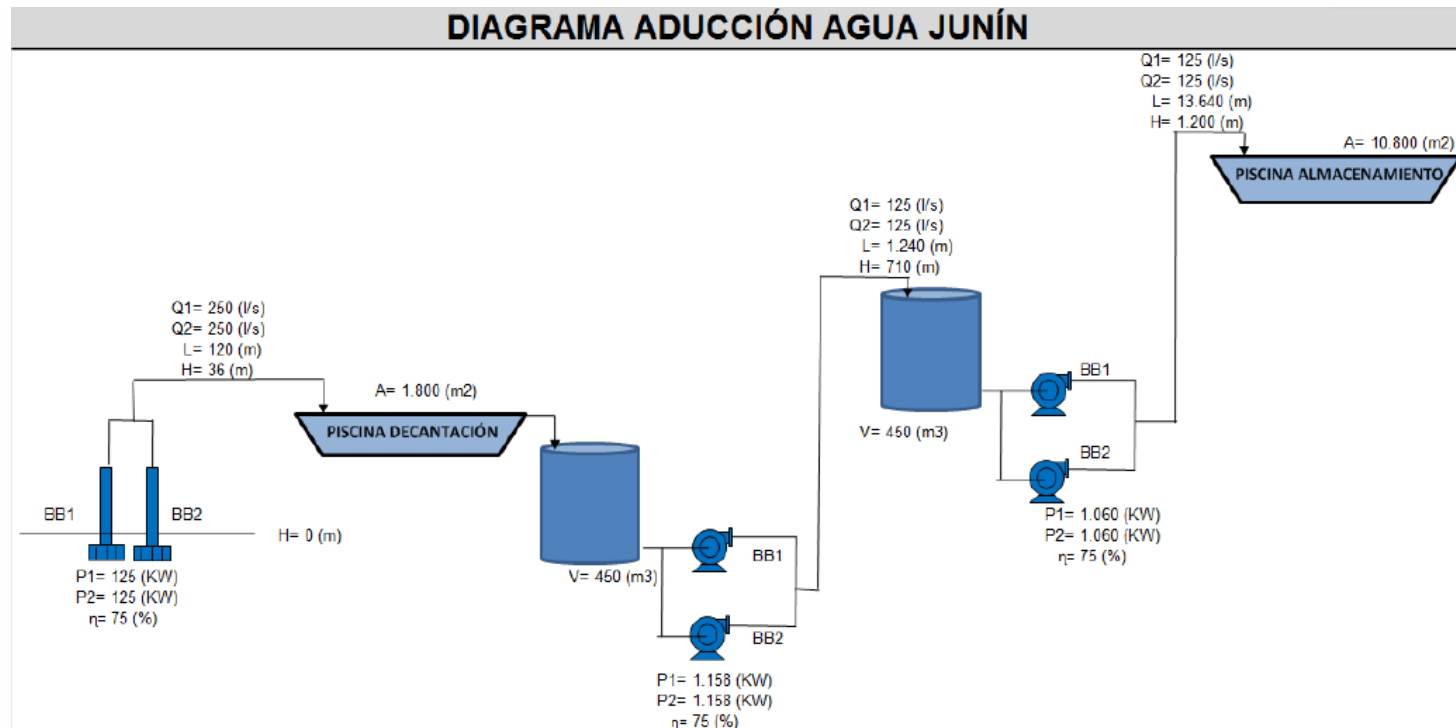 DIAGRAMA ADUCCIÓN AGUA JUNÍN
Q1= 125 (l/s)
Q2= 125 (l/s)
L= 13.640 (m)
H= 1.200 (m)
A= 10.800 (m2)
PISCINA ALMACENAMIENTO
Q1= 125 (l/s)
Q2= 125 (l/s)
L= 1.240 (m)
H= 710 (m)
Q1= 250 (l/s)
Q2= 250 (l/s)
L= 120 (m)
H= 36 (m)
A= 1.800 (m2)
PISCINA DECANTACIÓN
BB1
BB2
V= 450 (m3)
P1= 1.060 (KW)
P2= 1.060 (KW)
η= 75 (%)
BB1
BB2
H= 0 (m)
P1= 125 (KW)
P2= 125 (KW)
η= 75 (%)
V= 450 (m3)
BB1
BB2
P1= 1.158 (KW)
P2= 1.158 (KW)
η= 75 (%)